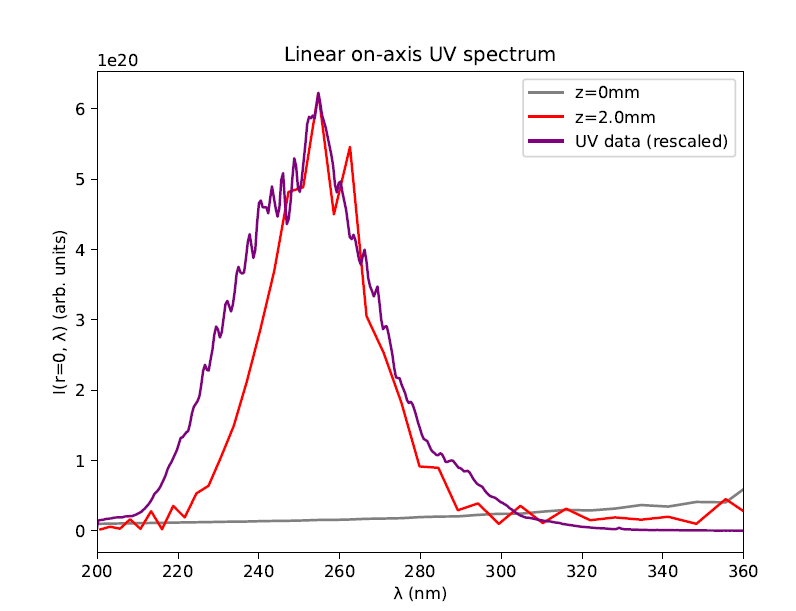 Linear on-axis UV spectrum
1e20
z=0mm
z=2.0mm
UV data (rescaled)
6
5
4
3
2
1
0
I(r=0, λ) (arb. units)
200 220 240 260 280 300 320 340 360
λ (nm)